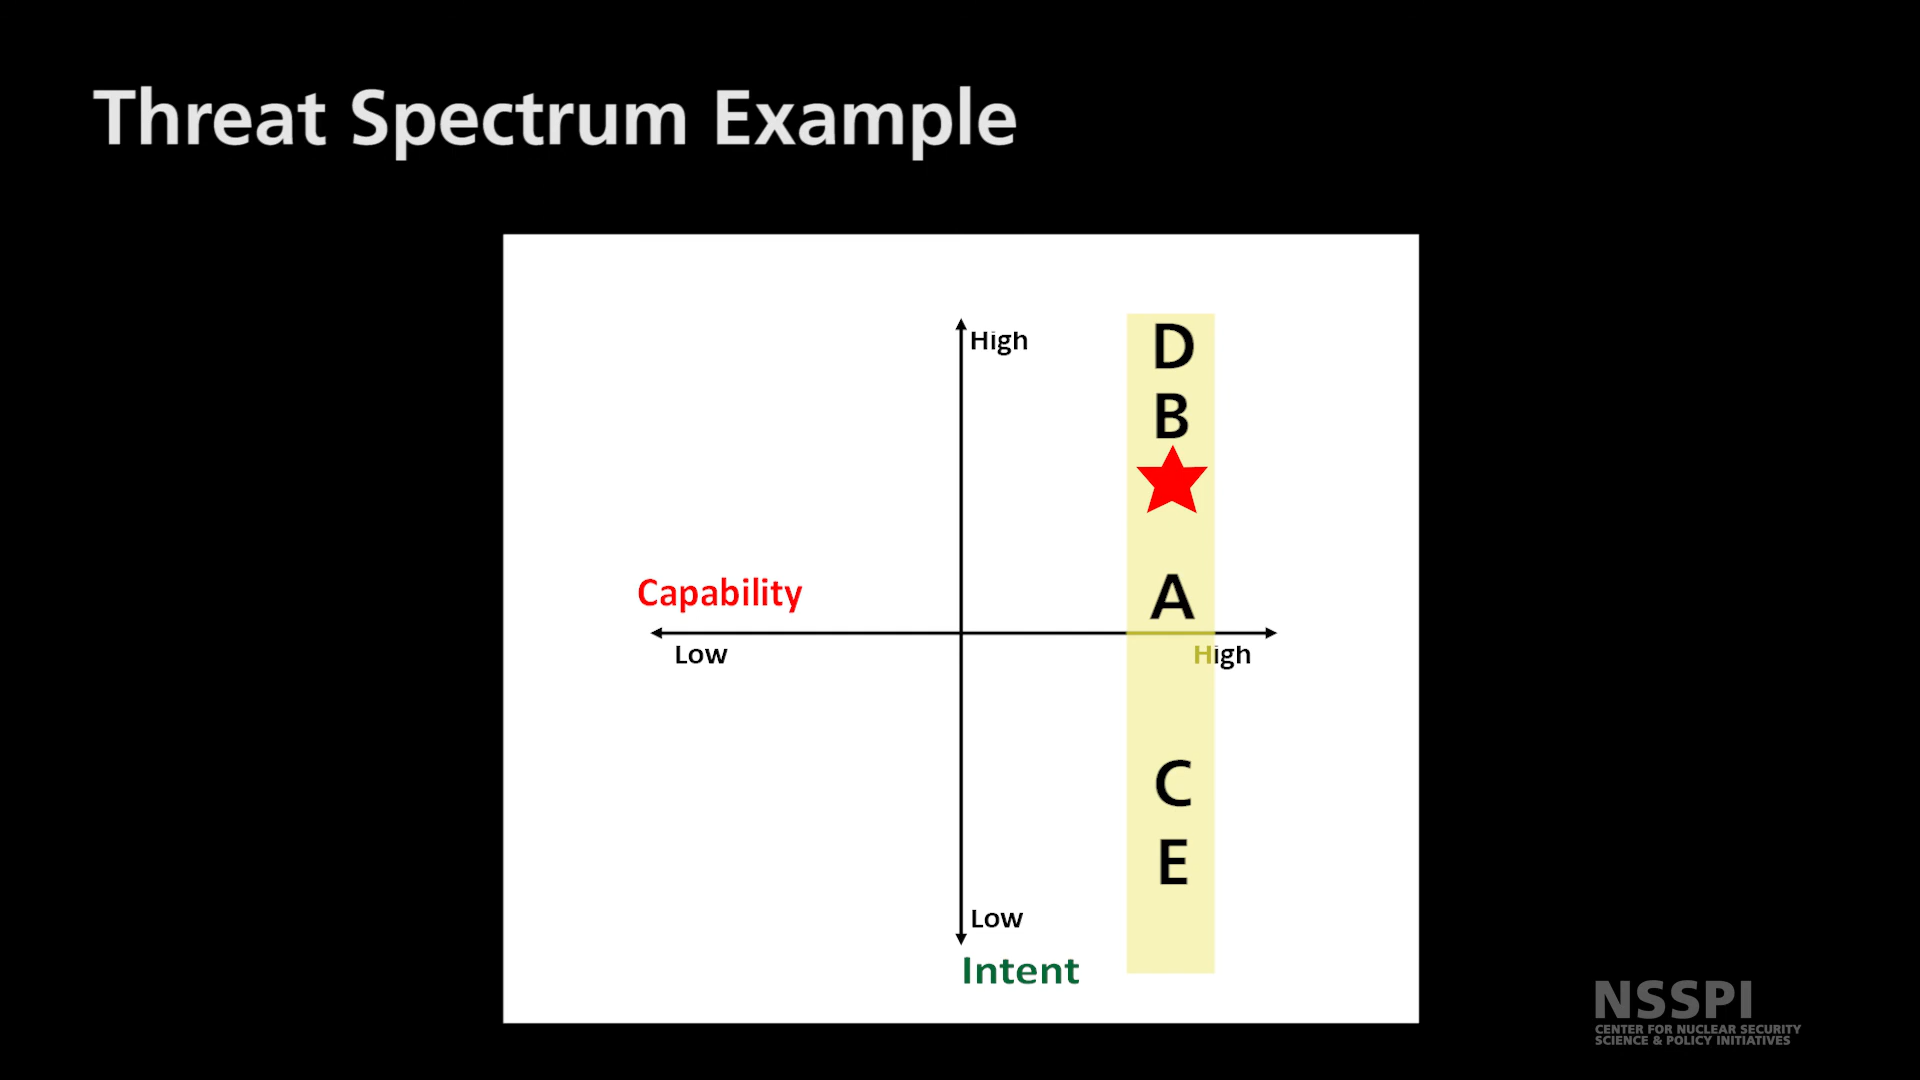 Threat Spectrum Example
High
D
B
A
Capability
Low
High
C
E
Low
Intent
NSSPI
CENTER FOR NUCLEAR SECURITY
SCIENCE & POLICY INITIATIVES